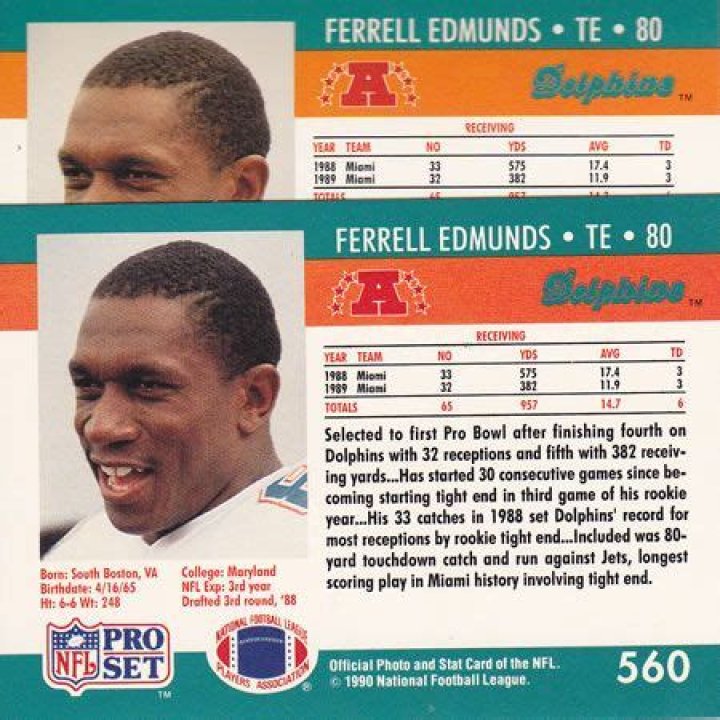 FERRELL EDMUNDS • TE • 80
A Dolphins TM
RECEIVING
YEAR TEAM NO YDS AVG TD
1988 Miami 33 575 17.4 3
1989 Miami 32 382 11.9 3
TOTALS 65 957 14.7 6
FERRELL EDMUNDS • TE • 80
A Dolphins TM
RECEIVING
YEAR TEAM NO YDS AVG TD
1988 Miami 33 575 17.4 3
1989 Miami 32 382 11.9 3
TOTALS 65 957 14.7 6
Selected to first Pro Bowl after finishing fourth on
Dolphins with 32 receptions and fifth with 382 receiv-
ing yards...Has started 30 consecutive games since be-
coming starting tight end in third game of his rookie
year...His 33 catches in 1988 set Dolphins' record for
most receptions by rookie tight end...Included was 80-
yard touchdown catch and run against Jets, longest
scoring play in Miami history involving tight end.
Born: South Boston, VA
Birthdate: 4/16/65
Ht: 6-6 Wt: 248
College: Maryland
NFL Exp: 3rd year
Drafted 3rd round, '88
NFL PRO SET TM
NATIONAL FOOTBALL LEAGUE
PLAYERS ASSOCIATION ®
Official Photo and Stat Card of the NFL.
© 1990 National Football League.
560